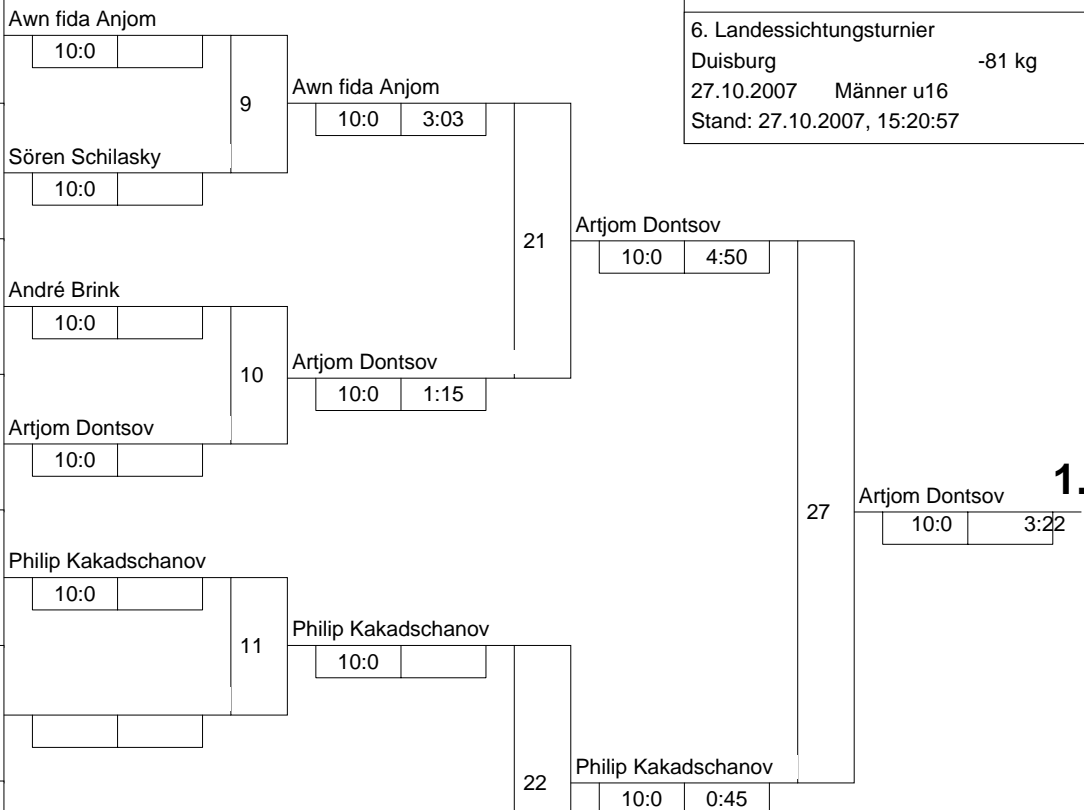 Awn fida Anjom
10:0
6. Landessichtungsturnier
Duisburg -81 kg
27.10.2007 Männer u16
Stand: 27.10.2007, 15:20:57
9
Awn fida Anjom
10:0 3:03
Sören Schilasky
10:0
21
Artjom Dontsov
10:0 4:50
André Brink
10:0
10
Artjom Dontsov
10:0 1:15
Artjom Dontsov
10:0
27
Artjom Dontsov 1.
10:0 3:22
Philip Kakadschanov
10:0
11
Philip Kakadschanov
10:0
22
Philip Kakadschanov
10:0 0:45